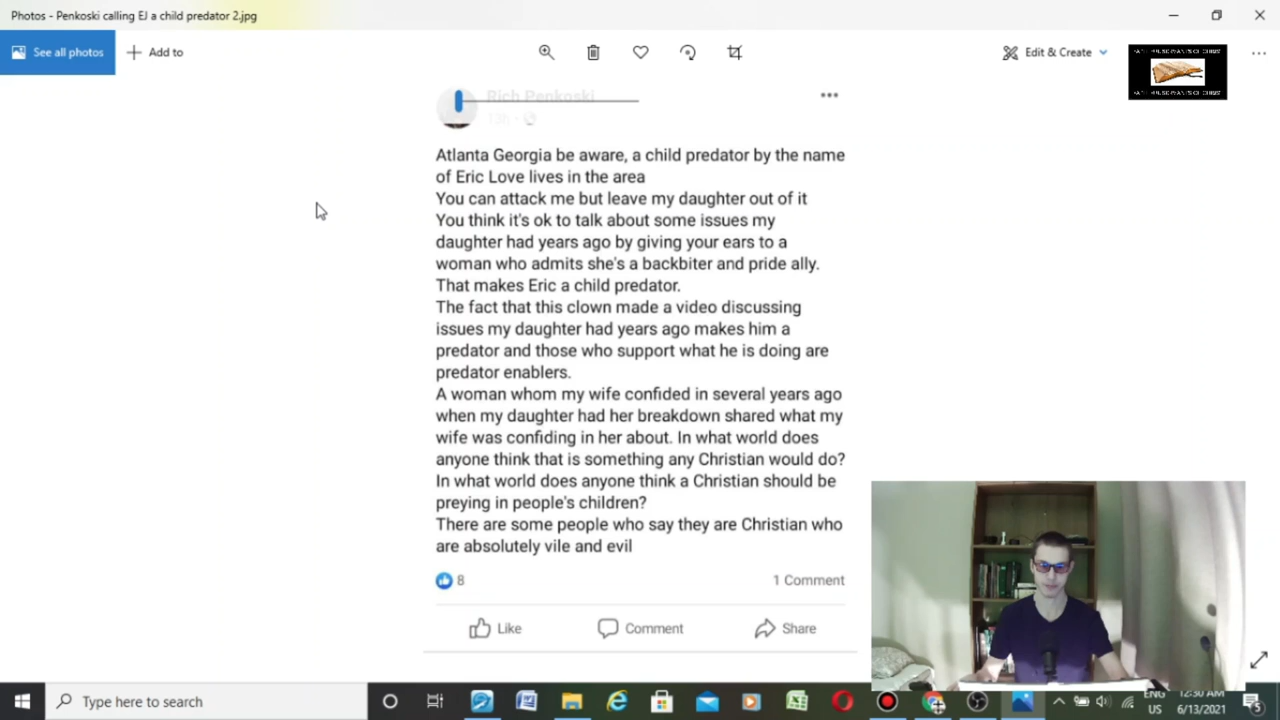 Photos - Penkoski calling EJ a child predator 2.jpg
See all photos
Add to
Edit & Create
Rich Penkoski
13h
Atlanta Georgia be aware, a child predator by the name
of Eric Love lives in the area
You can attack me but leave my daughter out of it
You think it's ok to talk about some issues my
daughter had years ago by giving your ears to a
woman who admits she's a backbiter and pride ally.
That makes Eric a child predator.
The fact that this clown made a video discussing
issues my daughter had years ago makes him a
predator and those who support what he is doing are
predator enablers.
A woman whom my wife confided in several years ago
when my daughter had her breakdown shared what my
wife was confiding in her about. In what world does
anyone think that is something any Christian would do?
In what world does anyone think a Christian should be
preying in people's children?
There are some people who say they are Christian who
are absolutely vile and evil
8
1 Comment
Like
Comment
Share
Type here to search
ENG
US
12:30 AM
6/13/2021
5